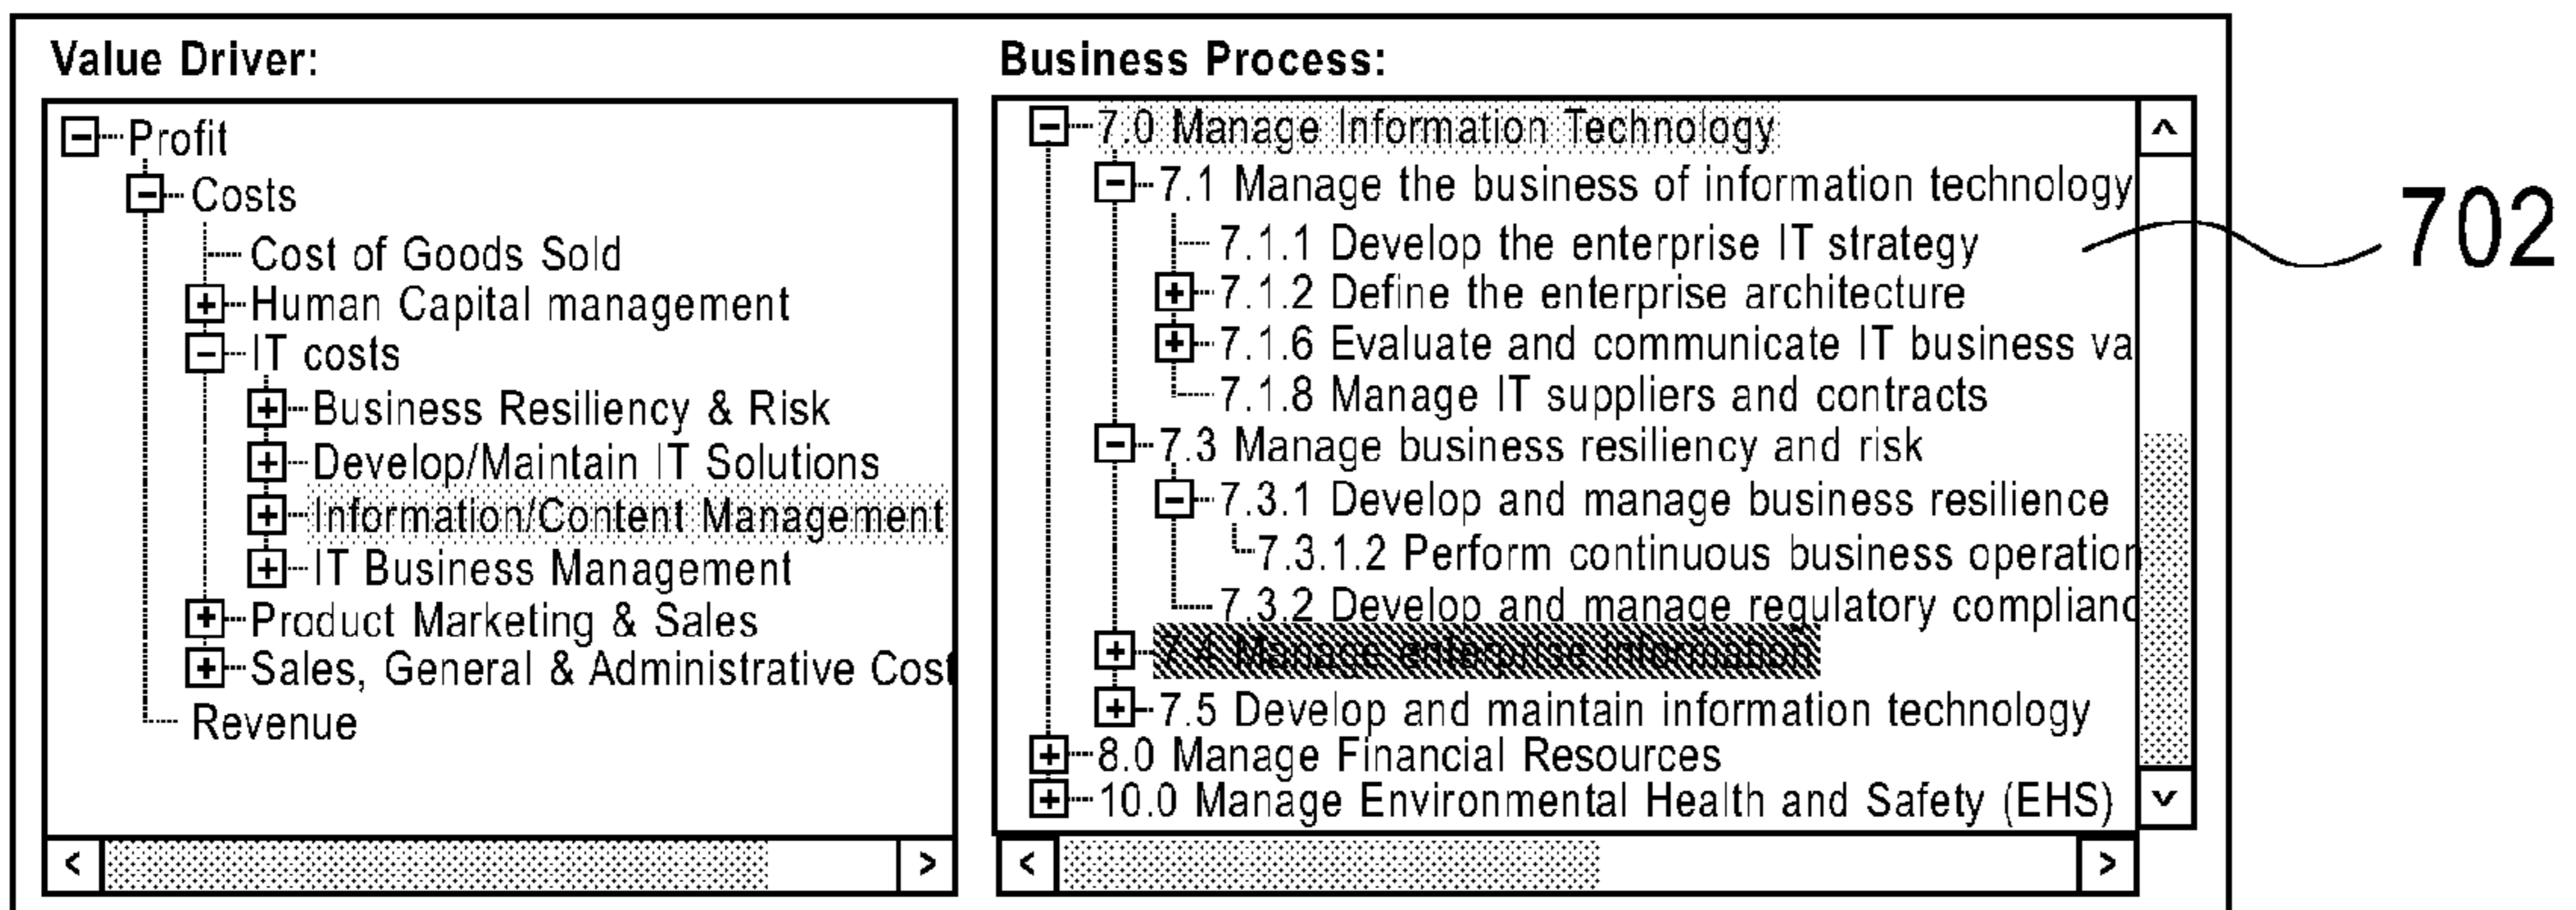 Value Driver:
Profit
Costs
Cost of Goods Sold
Human Capital management
IT costs
Business Resiliency & Risk
Develop/Maintain IT Solutions
Information/Content Management
IT Business Management
Product Marketing & Sales
Sales, General & Administrative Cost
Revenue
Business Process:
7.0 Manage Information Technology
7.1 Manage the business of information technology
7.1.1 Develop the enterprise IT strategy
7.1.2 Define the enterprise architecture
7.1.6 Evaluate and communicate IT business va
7.1.8 Manage IT suppliers and contracts
7.3 Manage business resiliency and risk
7.3.1 Develop and manage business resilience
7.3.1.2 Perform continuous business operation
7.3.2 Develop and manage regulatory complianc
7.4 Manage enterprise information
7.5 Develop and maintain information technology
8.0 Manage Financial Resources
10.0 Manage Environmental Health and Safety (EHS)
702